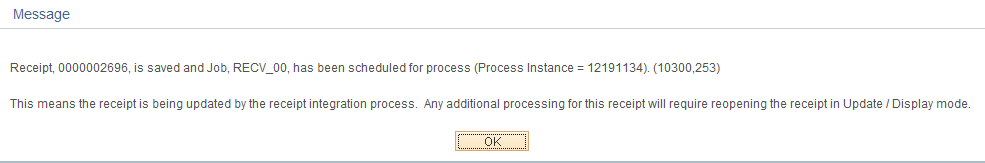 Message
Receipt, 0000002696, is saved and Job, RECV_00, has been scheduled for process (Process Instance = 12191134). (10300,253)
This means the receipt is being updated by the receipt integration process.  Any additional processing for this receipt will require reopening the receipt in Update / Display mode.
OK